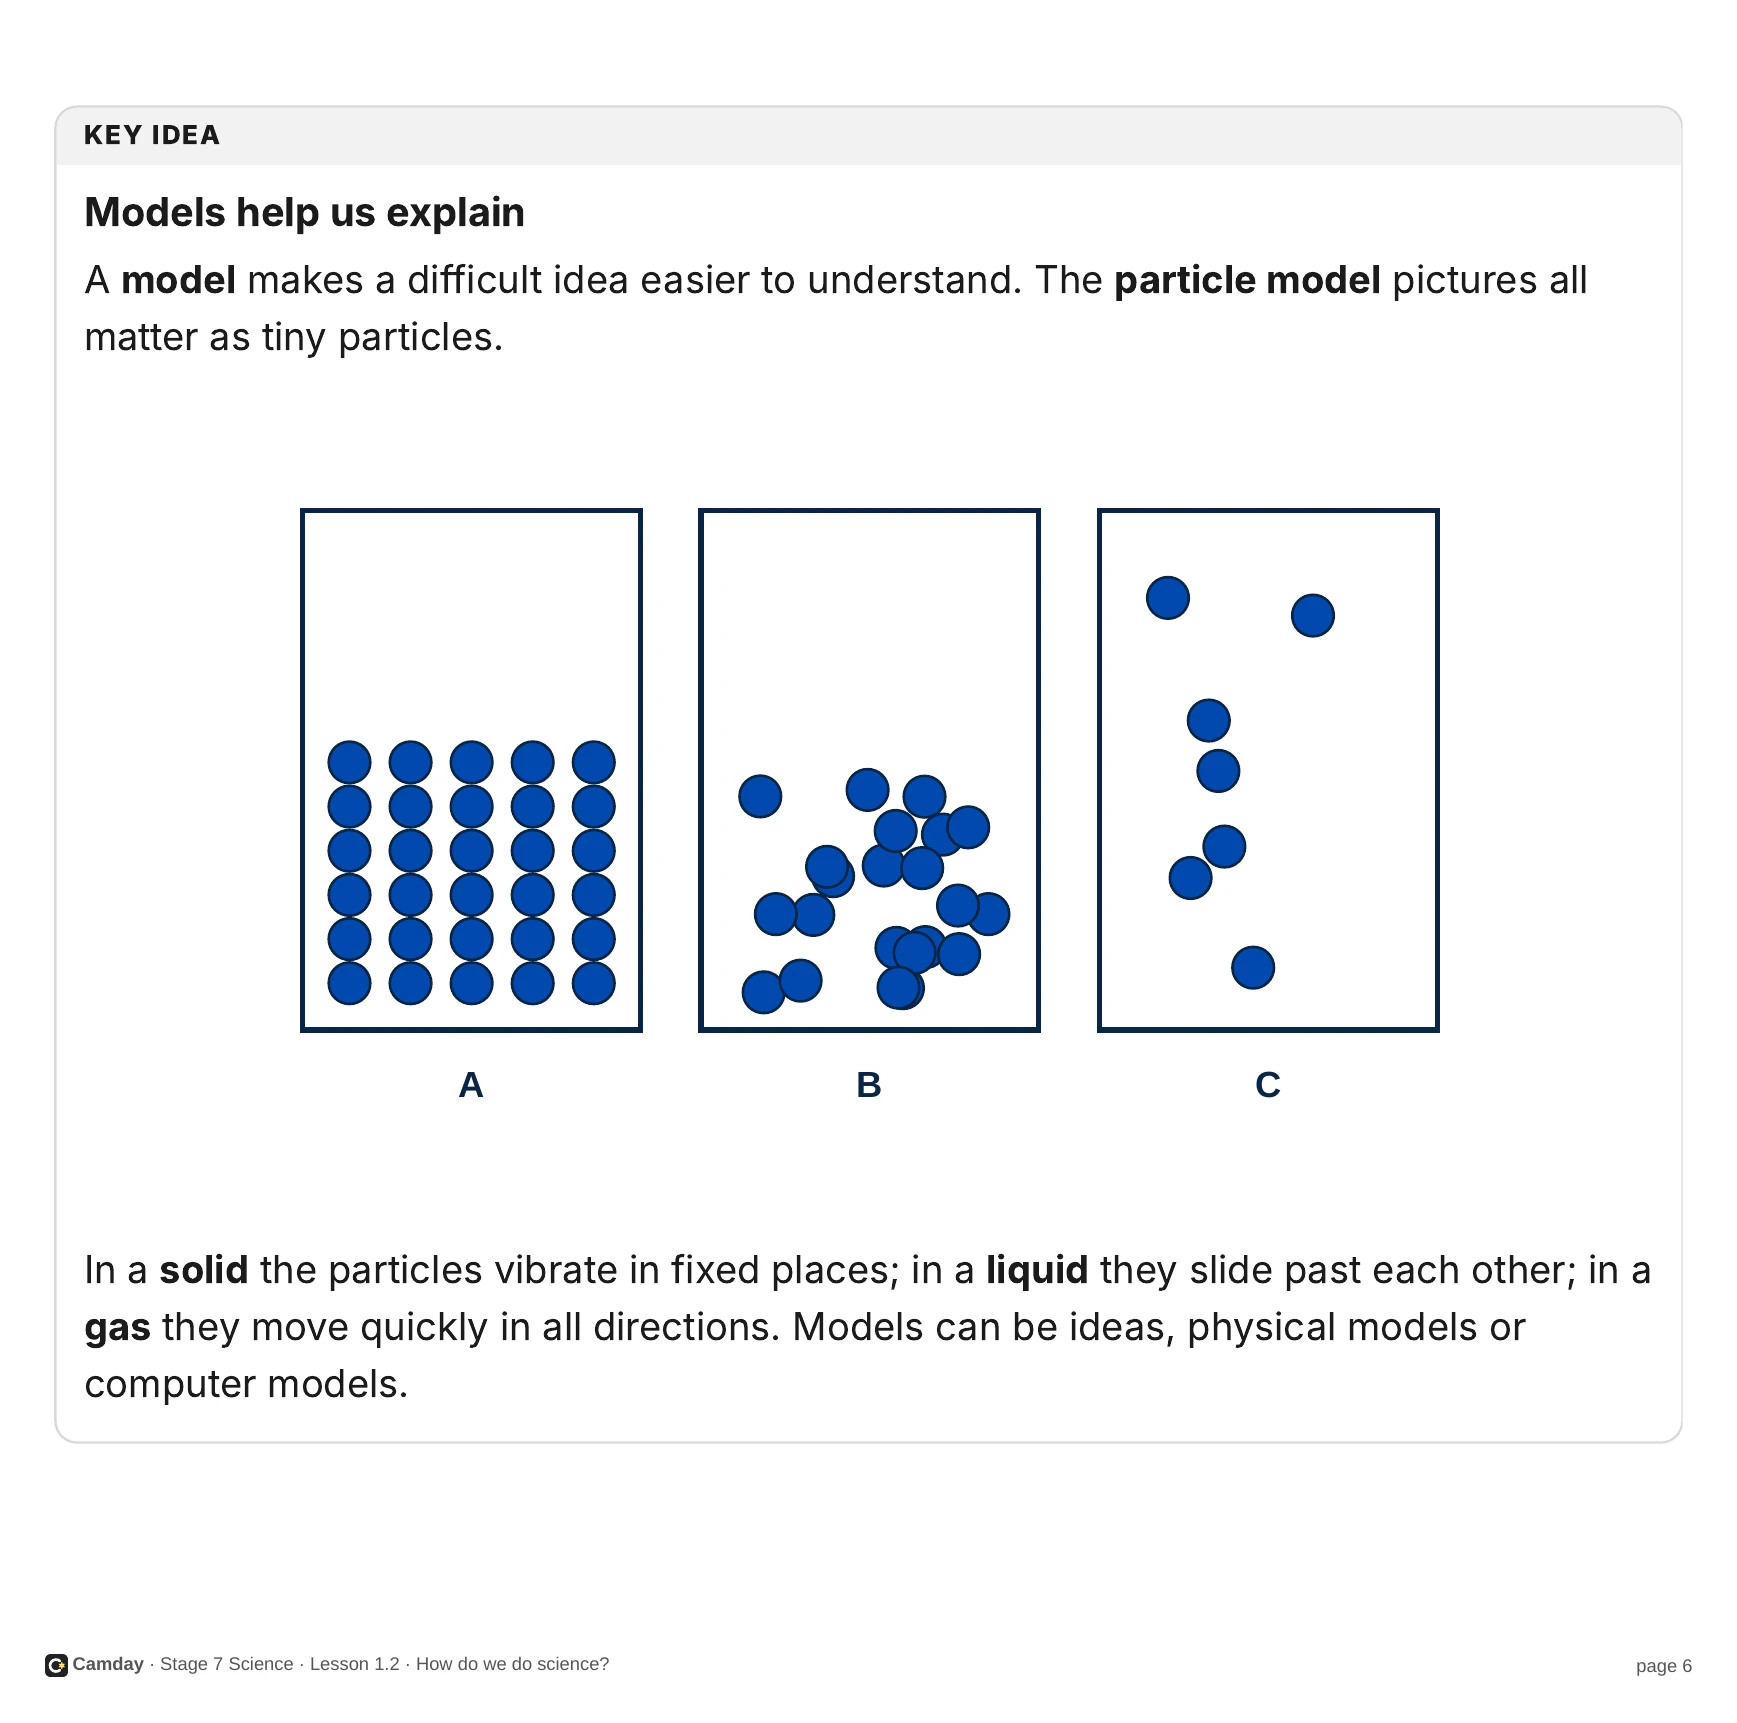 KEY IDEA
Models help us explain
A model makes a difficult idea easier to understand. The particle model pictures all
matter as tiny particles.
A
B
C
In a solid the particles vibrate in fixed places; in a liquid they slide past each other; in a
gas they move quickly in all directions. Models can be ideas, physical models or
computer models.
Camday · Stage 7 Science · Lesson 1.2 · How do we do science?
page 6